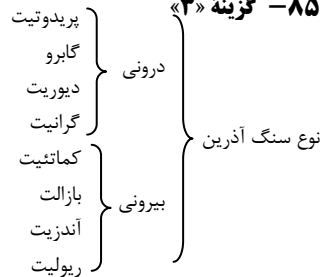 ۸۵- گزینهٔ «۳»
نوع سنگ آذرین
درونی
پریدوتیت
گابرو
دیوریت
گرانیت
بیرونی
کماتئیت
بازالت
آندزیت
ریولیت